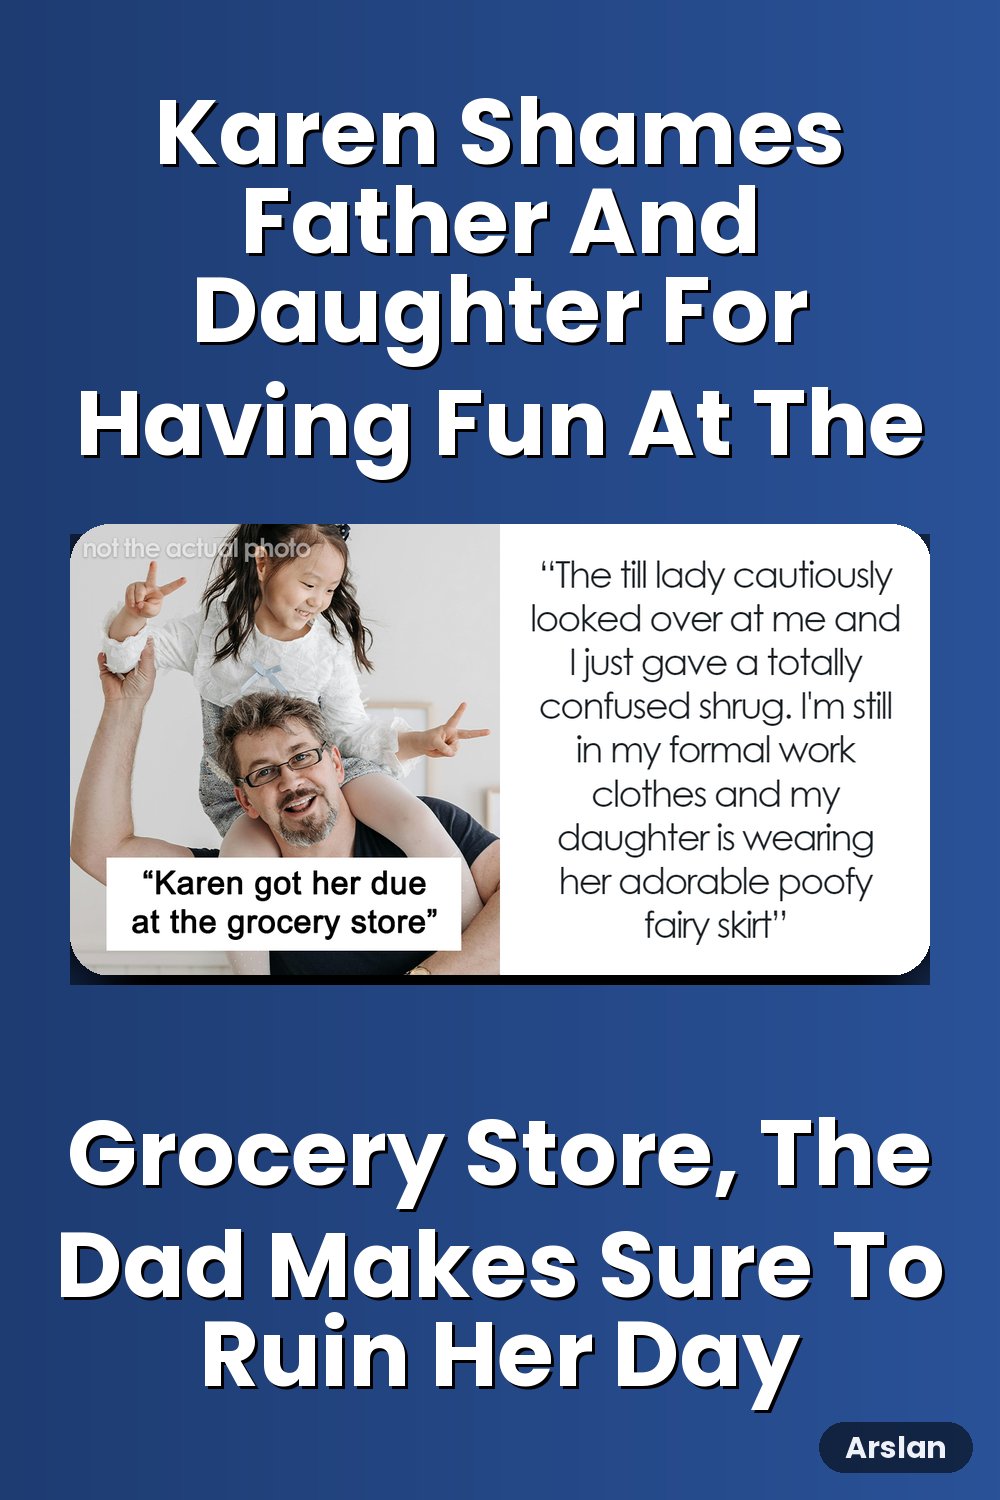 Karen Shames
Father And
Daughter For
Having Fun At The
not the actual photo
“Karen got her due
at the grocery store”
“The till lady cautiously
looked over at me and
I just gave a totally
confused shrug. I'm still
in my formal work
clothes and my
daughter is wearing
her adorable poofy
fairy skirt”
Grocery Store, The
Dad Makes Sure To
Ruin Her Day
Arslan